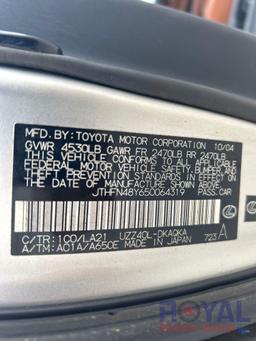 MFD. BY: TOYOTA MOTOR CORPORATION 10/04
GVWR 4530LB GAWR FR 2470LB RR 2470LB
THIS VEHICLE CONFORMS TO ALL APPLICABLE
FEDERAL MOTOR VEHICLE SAFETY,
BUMPER, AND THEFT PREVENTION STANDARDS
IN EFFECT ON THE DATE OF MANUFACTURE
SHOWN ABOVE.
JTHFN48Y650064319 PASS.CAR
C/TR: 1C0/LA21 UZZ40L-DKAQKA
A/TM: A01A/A650E MADE IN JAPAN 723 A
ROYAL